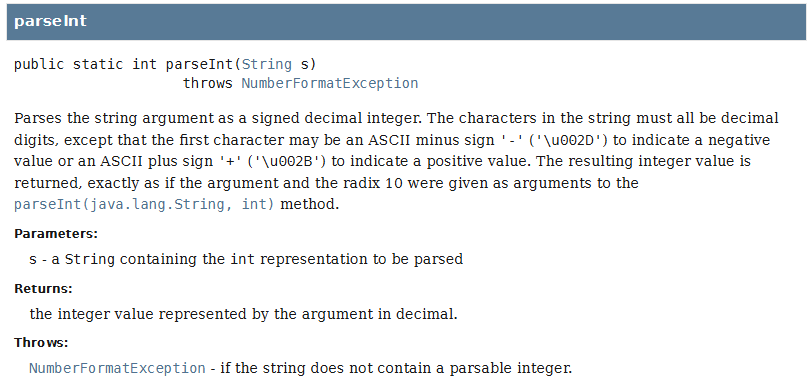 parseInt
public static int parseInt(String s)
throws NumberFormatException
Parses the string argument as a signed decimal integer. The characters in the string must all be decimal
digits, except that the first character may be an ASCII minus sign '-' ('\u002D') to indicate a negative
value or an ASCII plus sign '+' ('\u002B') to indicate a positive value. The resulting integer value is
returned, exactly as if the argument and the radix 10 were given as arguments to the
parseInt(java.lang.String, int) method.
Parameters:
s - a String containing the int representation to be parsed
Returns:
the integer value represented by the argument in decimal.
Throws:
NumberFormatException - if the string does not contain a parsable integer.